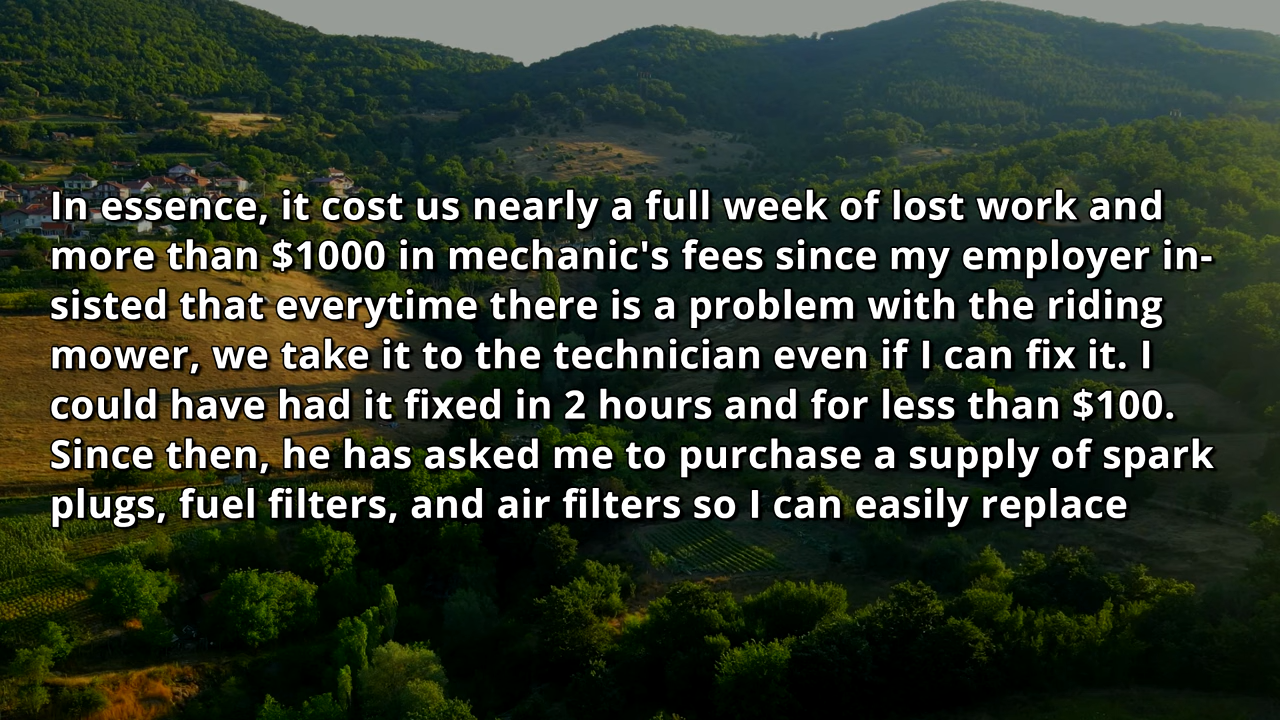 In essence, it cost us nearly a full week of lost work and
more than $1000 in mechanic's fees since my employer in-
sisted that everytime there is a problem with the riding
mower, we take it to the technician even if I can fix it. I
could have had it fixed in 2 hours and for less than $100.
Since then, he has asked me to purchase a supply of spark
plugs, fuel filters, and air filters so I can easily replace